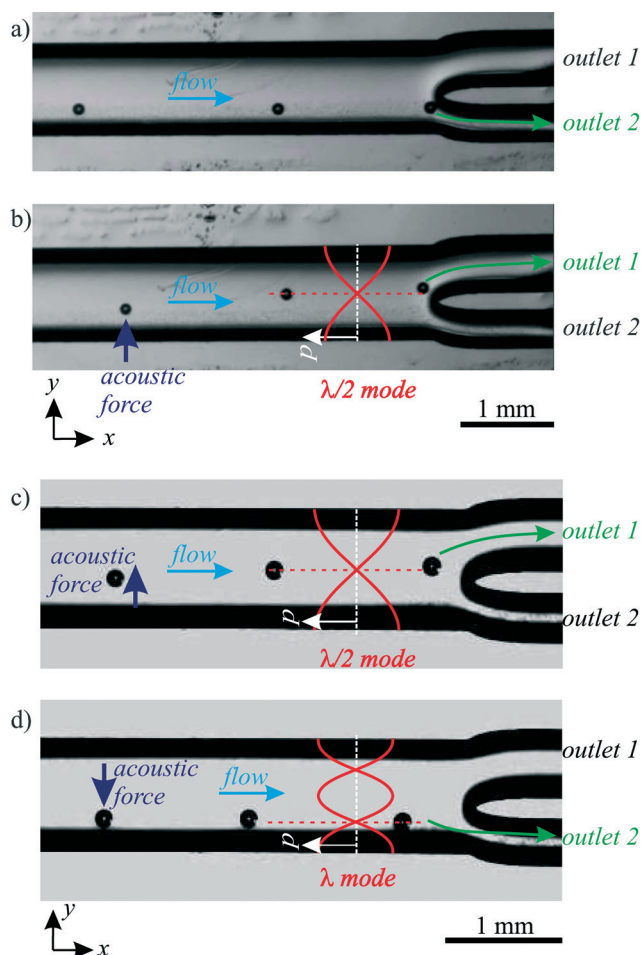 a)
outlet 1
flow
outlet 2
b)
outlet 1
flow
outlet 2
p
acoustic
force
λ/2 mode
1 mm
y
x
c)
outlet 1
acoustic
force
flow
outlet 2
p
λ/2 mode
d)
outlet 1
acoustic
force
flow
outlet 2
p
λ mode
1 mm
y
x